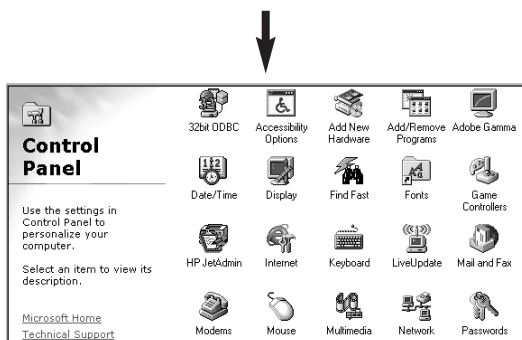 Control
Panel
Use the settings in
Control Panel to
personalize your
computer.
Select an item to view its
description.
Microsoft Home
Technical Support
32bit ODBC
Accessibility
Options
Add New
Hardware
Add/Remove
Programs
Adobe Gamma
Date/Time
Display
Find Fast
Fonts
Game
Controllers
HP JetAdmin
Internet
Keyboard
LiveUpdate
Mail and Fax
Modems
Mouse
Multimedia
Network
Passwords